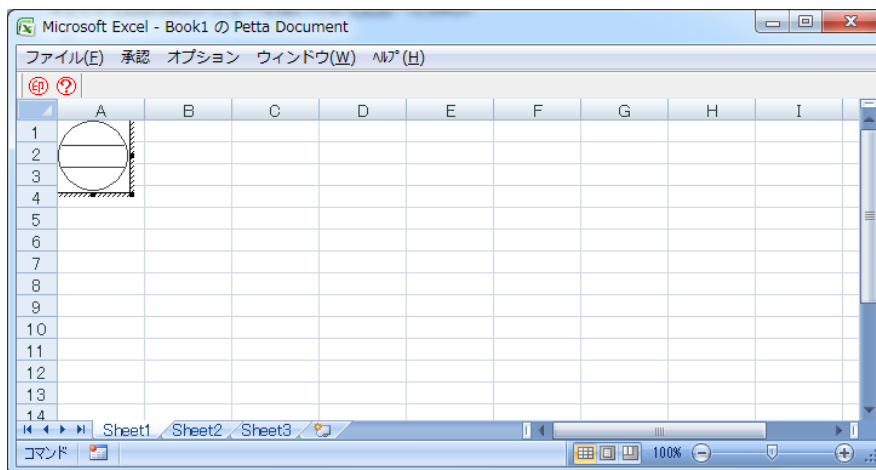 Microsoft Excel - Book1 の Petta Document
ファイル(F) 承認 オプション ウィンドウ(W) ﾍﾙﾌﾟ(H)
印 ?
A B C D E F G H I
1
2
3
4
5
6
7
8
9
10
11
12
13
14
Sheet1 Sheet2 Sheet3
コマンド 100%